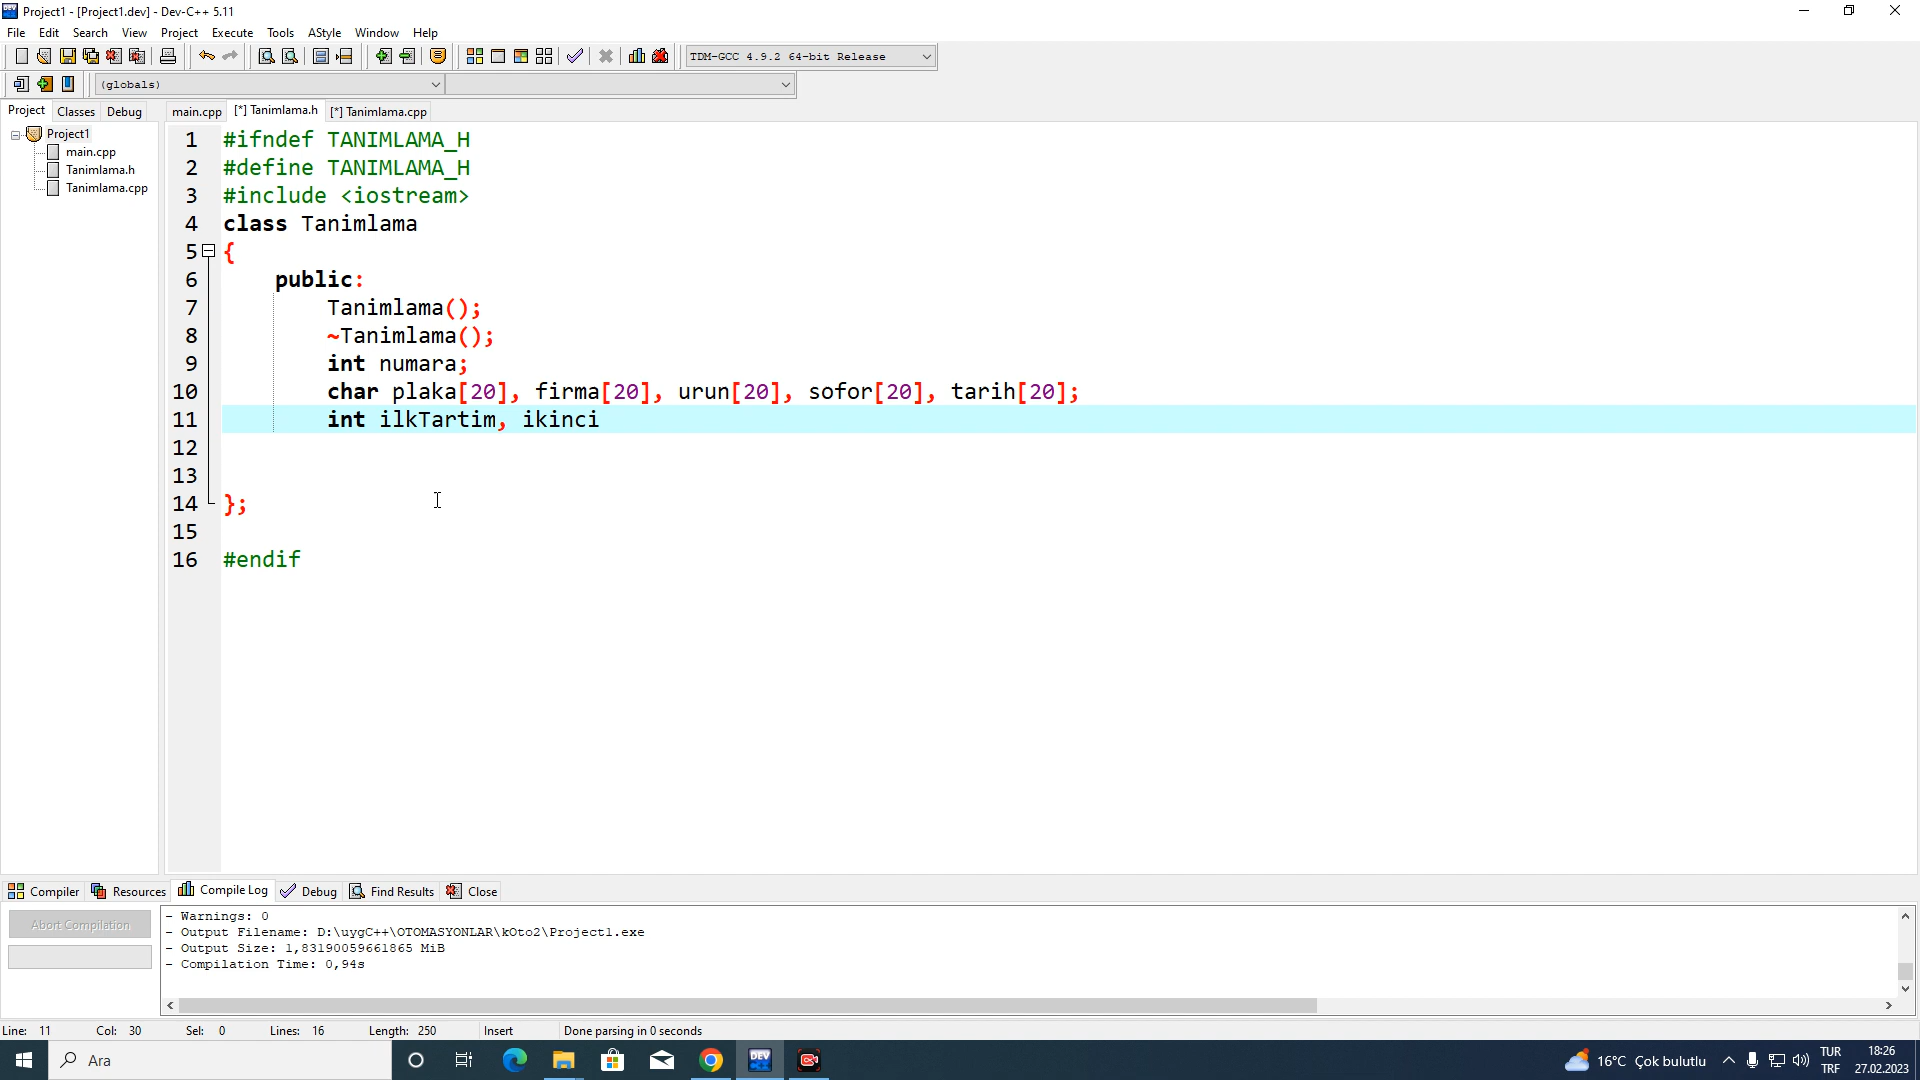 Project1 - [Project1.dev] - Dev-C++ 5.11
File Edit Search View Project Execute Tools AStyle Window Help
TDM-GCC 4.9.2 64-bit Release
(globals)
Project Classes Debug main.cpp [*] Tanimlama.h [*] Tanimlama.cpp
Project1
main.cpp
Tanimlama.h
Tanimlama.cpp
1 #ifndef TANIMLAMA_H
2 #define TANIMLAMA_H
3 #include <iostream>
4 class Tanimlama
5 {
6 public:
7 Tanimlama();
8 ~Tanimlama();
9 int numara;
10 char plaka[20], firma[20], urun[20], sofor[20], tarih[20];
11 int ilkTartim, ikinci
12
13
14 };
15
16 #endif
Compiler Resources Compile Log Debug Find Results Close
Abort Compilation
- Warnings: 0
- Output Filename: D:\uygC++\OTOMASYONLAR\kOto2\Project1.exe
- Output Size: 1,83190059661865 MiB
- Compilation Time: 0,94s
Line: 11 Col: 30 Sel: 0 Lines: 16 Length: 250 Insert Done parsing in 0 seconds
Ara
DEV
16°C Çok bulutlu
TUR
TRF
18:26
27.02.2023